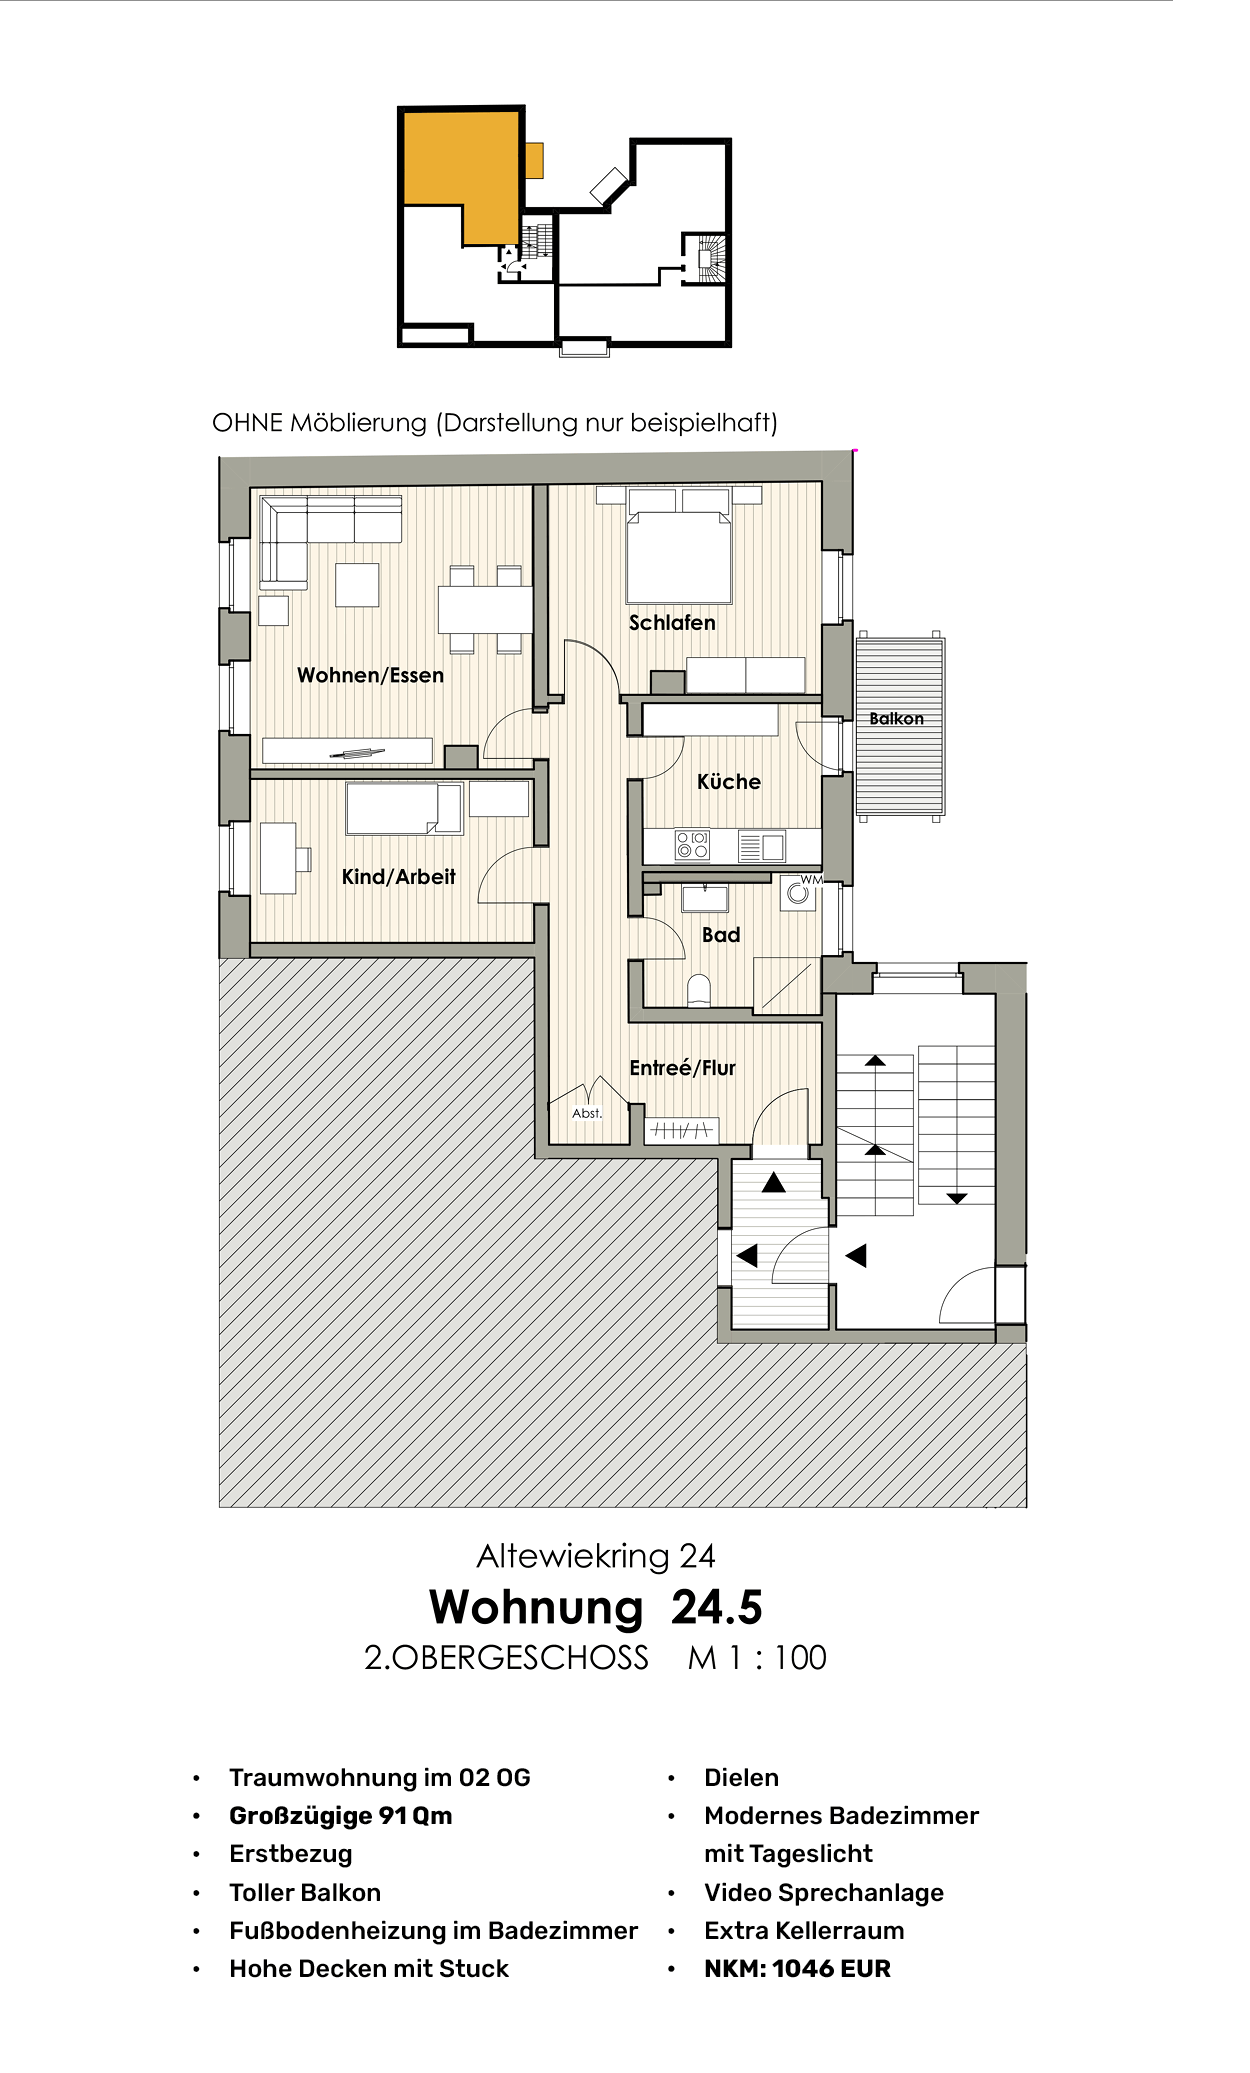 OHNE Möblierung (Darstellung nur beispielhaft)
Schlafen
Wohnen/Essen
Balkon
Küche
Kind/Arbeit
WM
Bad
Entreé/Flur
Abst.
Altewiekring 24
Wohnung 24.5
2.OBERGESCHOSS M 1 : 100
• Traumwohnung im 02 OG
• Großzügige 91 Qm
• Erstbezug
• Toller Balkon
• Fußbodenheizung im Badezimmer
• Hohe Decken mit Stuck
• Dielen
• Modernes Badezimmer
mit Tageslicht
• Video Sprechanlage
• Extra Kellerraum
• NKM: 1046 EUR